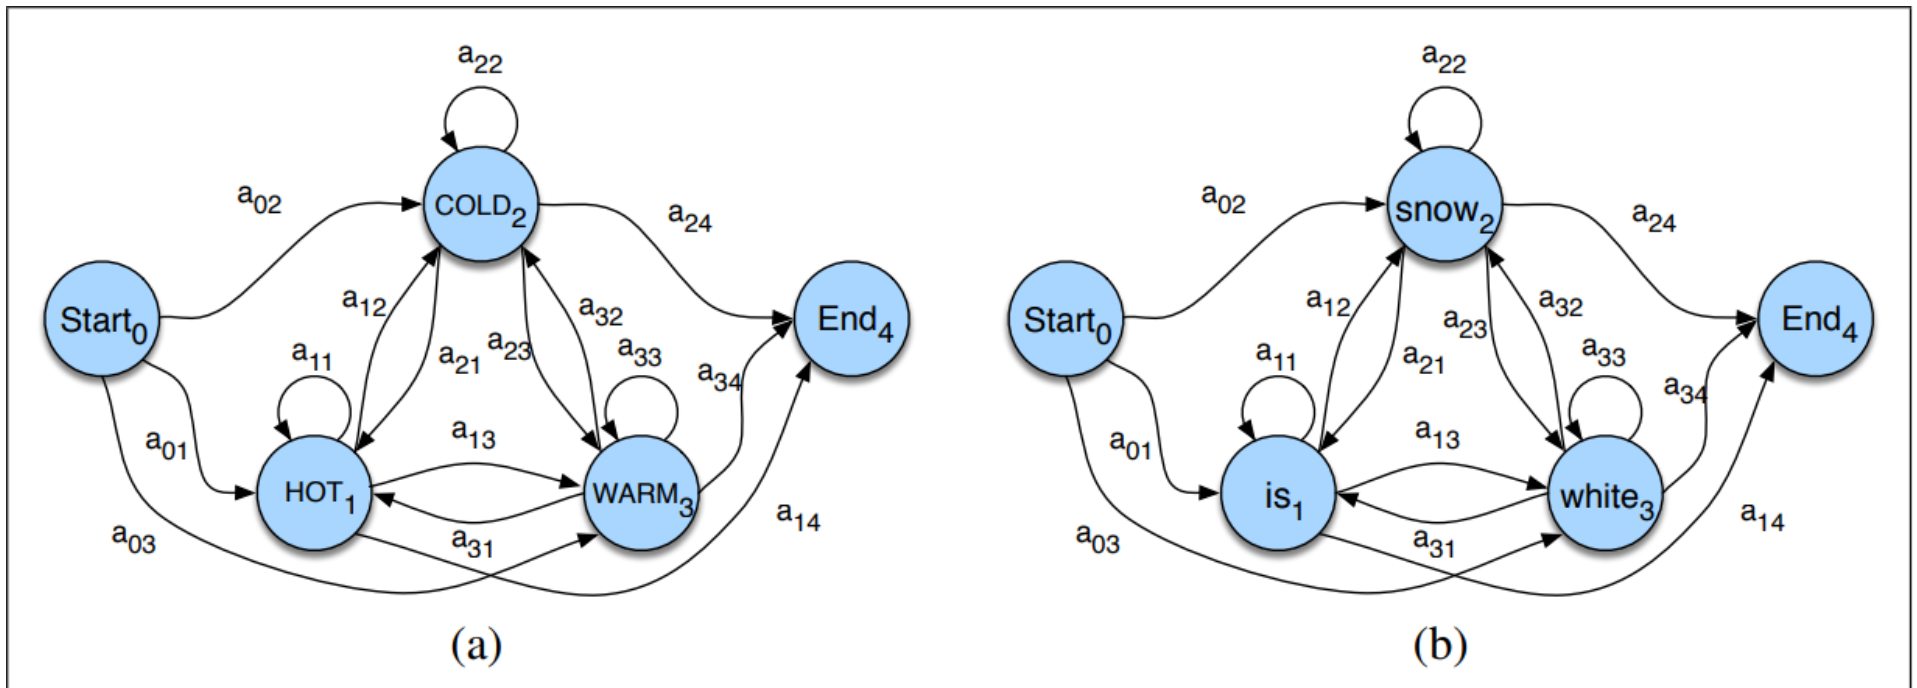 a22
COLD2
a02
a24
Start0
a12
a21
a23
a32
End4
a11
a33
a34
a01
a13
HOT1
WARM3
a03
a31
a14
(a)
a22
snow2
a02
a24
Start0
a12
a21
a23
a32
End4
a11
a33
a34
a01
a13
is1
white3
a03
a31
a14
(b)